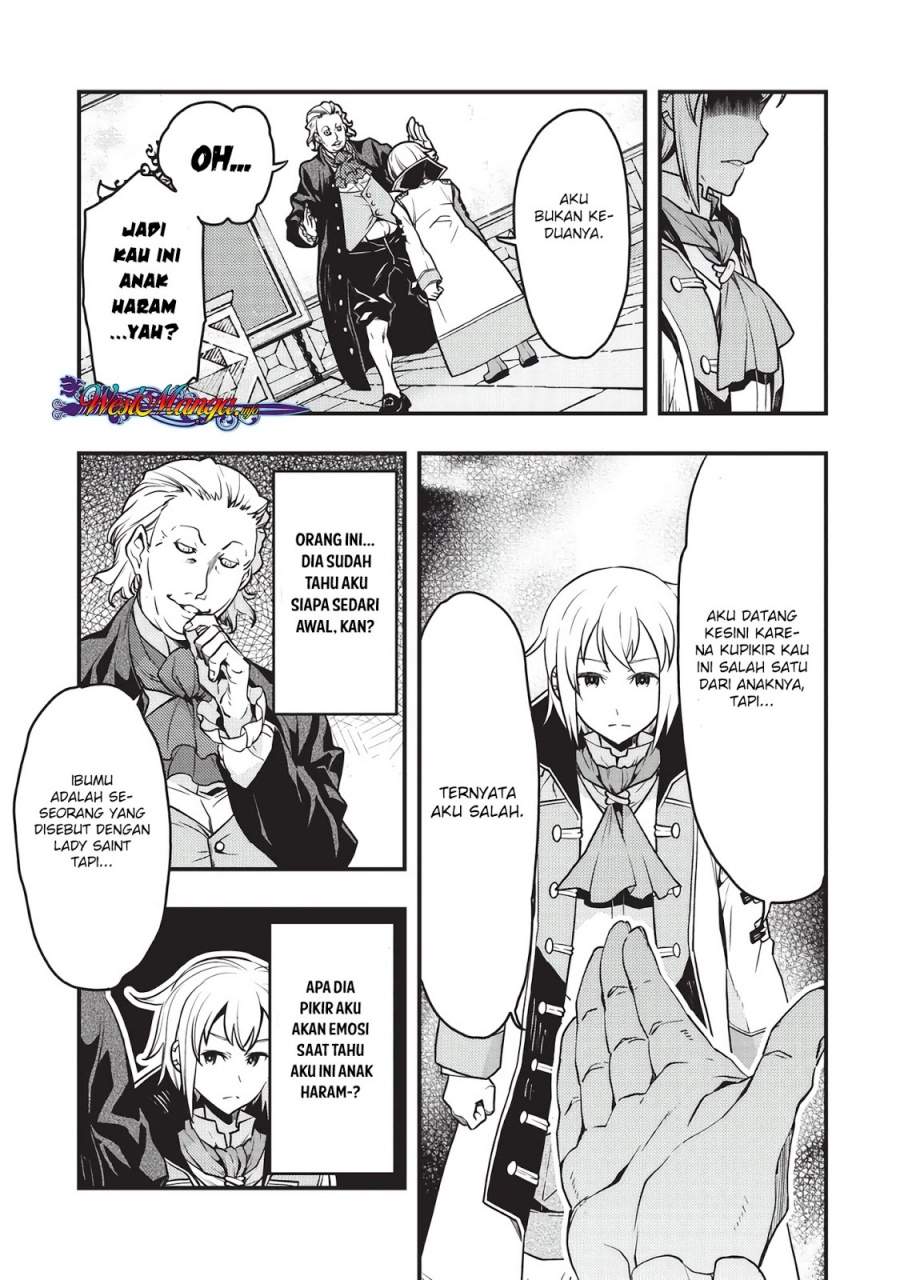 AKU
BUKAN KE-
DUANYA.
OH...
JADI
KAU INI
ANAK
HARAM
...YAH?
WestManga.info
AKU DATANG
KESINI KARE-
NA KUPIKIR KAU
INI SALAH SATU
DARI ANAKNYA,
TAPI...
TERNYATA
AKU SALAH.
ORANG INI...
DIA SUDAH
TAHU AKU
SIAPA SEDARI
AWAL, KAN?
IBUMU
ADALAH SE-
SEORANG YANG
DISEBUT DENGAN
LADY SAINT
TAPI...
APA DIA
PIKIR AKU
AKAN EMOSI
SAAT TAHU
AKU INI ANAK
HARAM-?